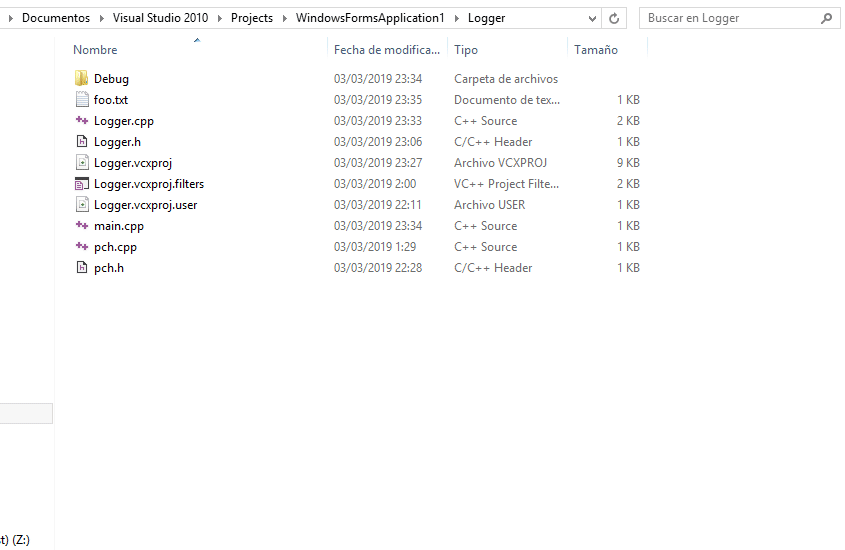 Documentos Visual Studio 2010 Projects WindowsFormsApplication1 Logger Buscar en Logger
Nombre Fecha de modifica... Tipo Tamaño
Debug 03/03/2019 23:34 Carpeta de archivos
foo.txt 03/03/2019 23:35 Documento de tex... 1 KB
Logger.cpp 03/03/2019 23:33 C++ Source 2 KB
Logger.h 03/03/2019 23:06 C/C++ Header 1 KB
Logger.vcxproj 03/03/2019 23:27 Archivo VCXPROJ 9 KB
Logger.vcxproj.filters 03/03/2019 2:00 VC++ Project Filte... 2 KB
Logger.vcxproj.user 03/03/2019 22:11 Archivo USER 1 KB
main.cpp 03/03/2019 23:34 C++ Source 1 KB
pch.cpp 03/03/2019 1:29 C++ Source 1 KB
pch.h 03/03/2019 22:28 C/C++ Header 1 KB
t) (Z:)